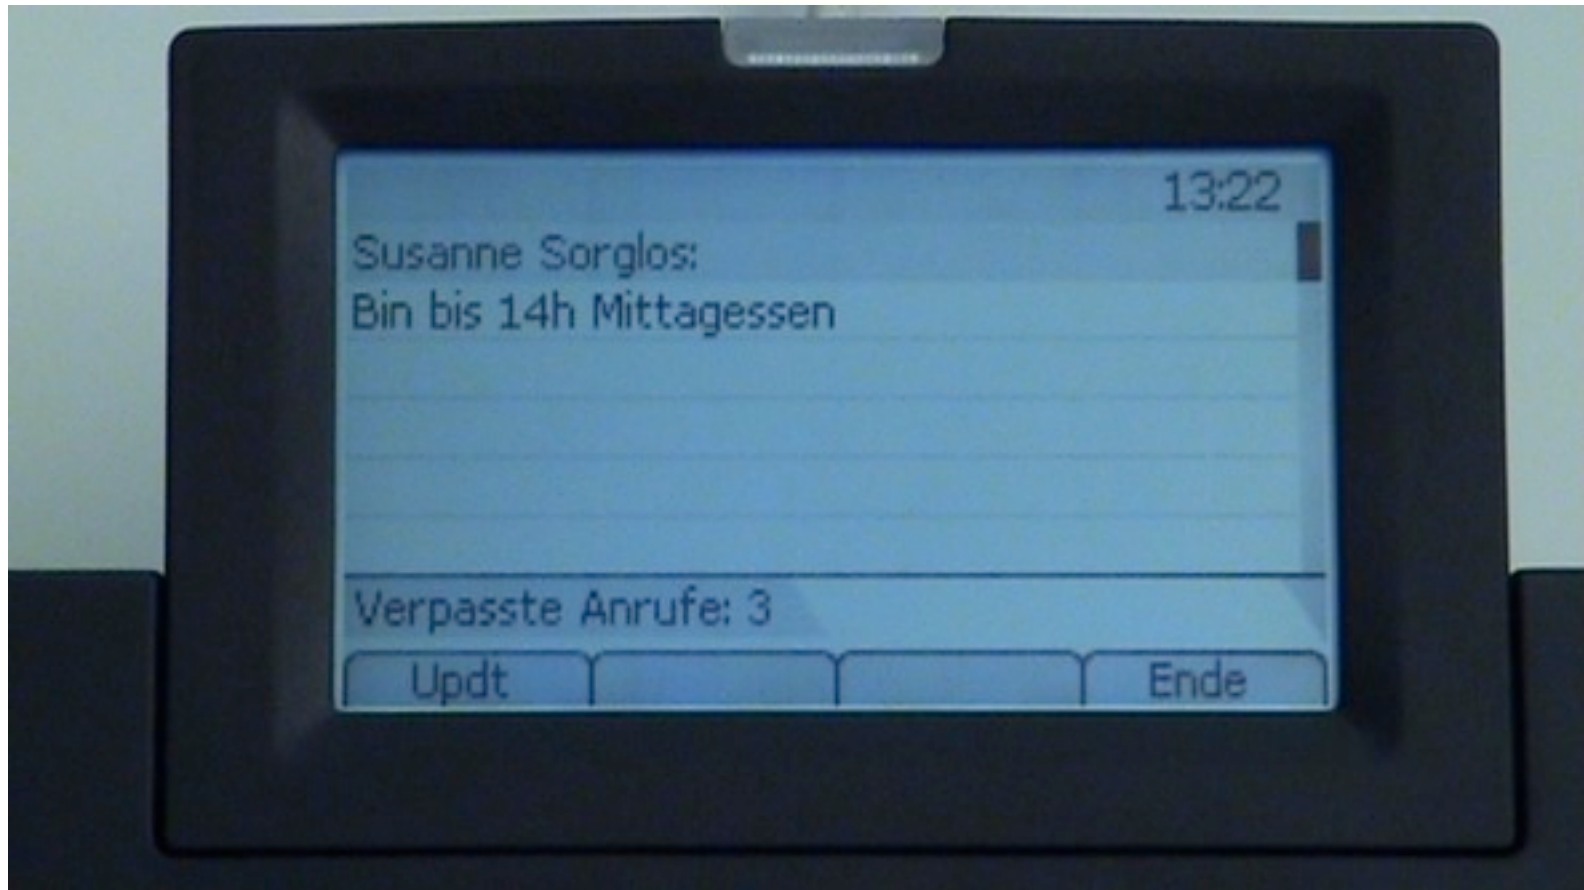 13:22
Susanne Sorglos:
Bin bis 14h Mittagessen
Verpasste Anrufe: 3
Updt Ende